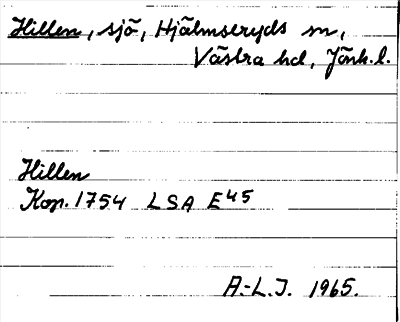 Hillen, sjö, Hjälmseryds sn,
Västra hd, Jönk.l.
Hillen
Kop. 1754 LSA E45
A.-L.J. 1965.